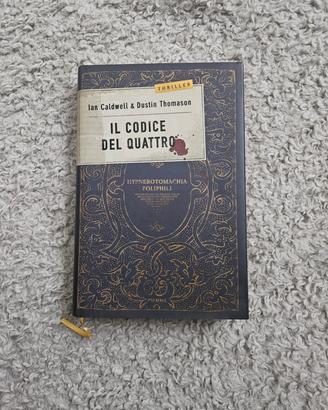 THRILLER
Ian Caldwell & Dustin Thomason
IL CODICE
DEL QUATTRO
HYPNEROTOMACHIA
POLIPHILI
PIEMME